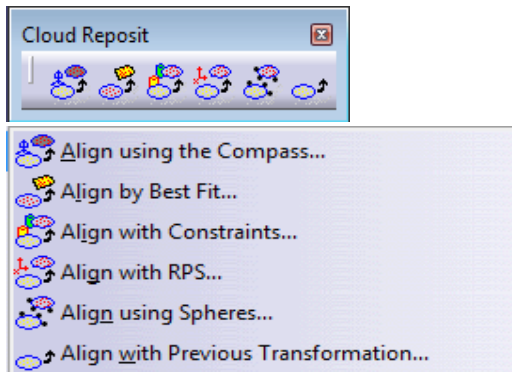 Cloud Reposit
Align using the Compass...
Align by Best Fit...
Align with Constraints...
Align with RPS...
Align using Spheres...
Align with Previous Transformation...